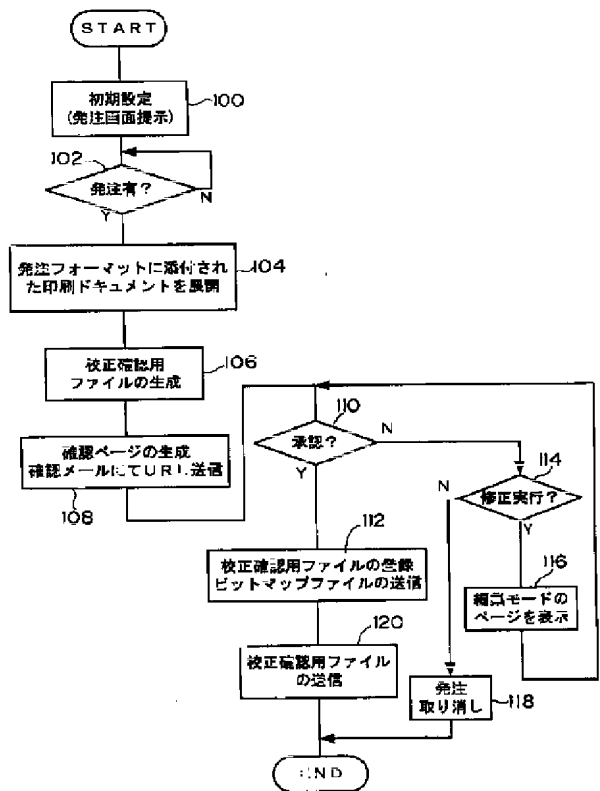 START
初期設定
(発注画面提示)
100
102
発注有?
N
Y
発注フォーマットに添付され
た印刷ドキュメントを展開
104
校正確認用
ファイルの生成
106
確認ページの生成
確認メールにてURL送信
108
110
承認?
N
Y
114
修正実行?
N
Y
112
校正確認用ファイルの登録
ビットマップファイルの送信
116
編集モードの
ページを表示
120
校正確認用ファイル
の送信
発注
取り消し
118
END